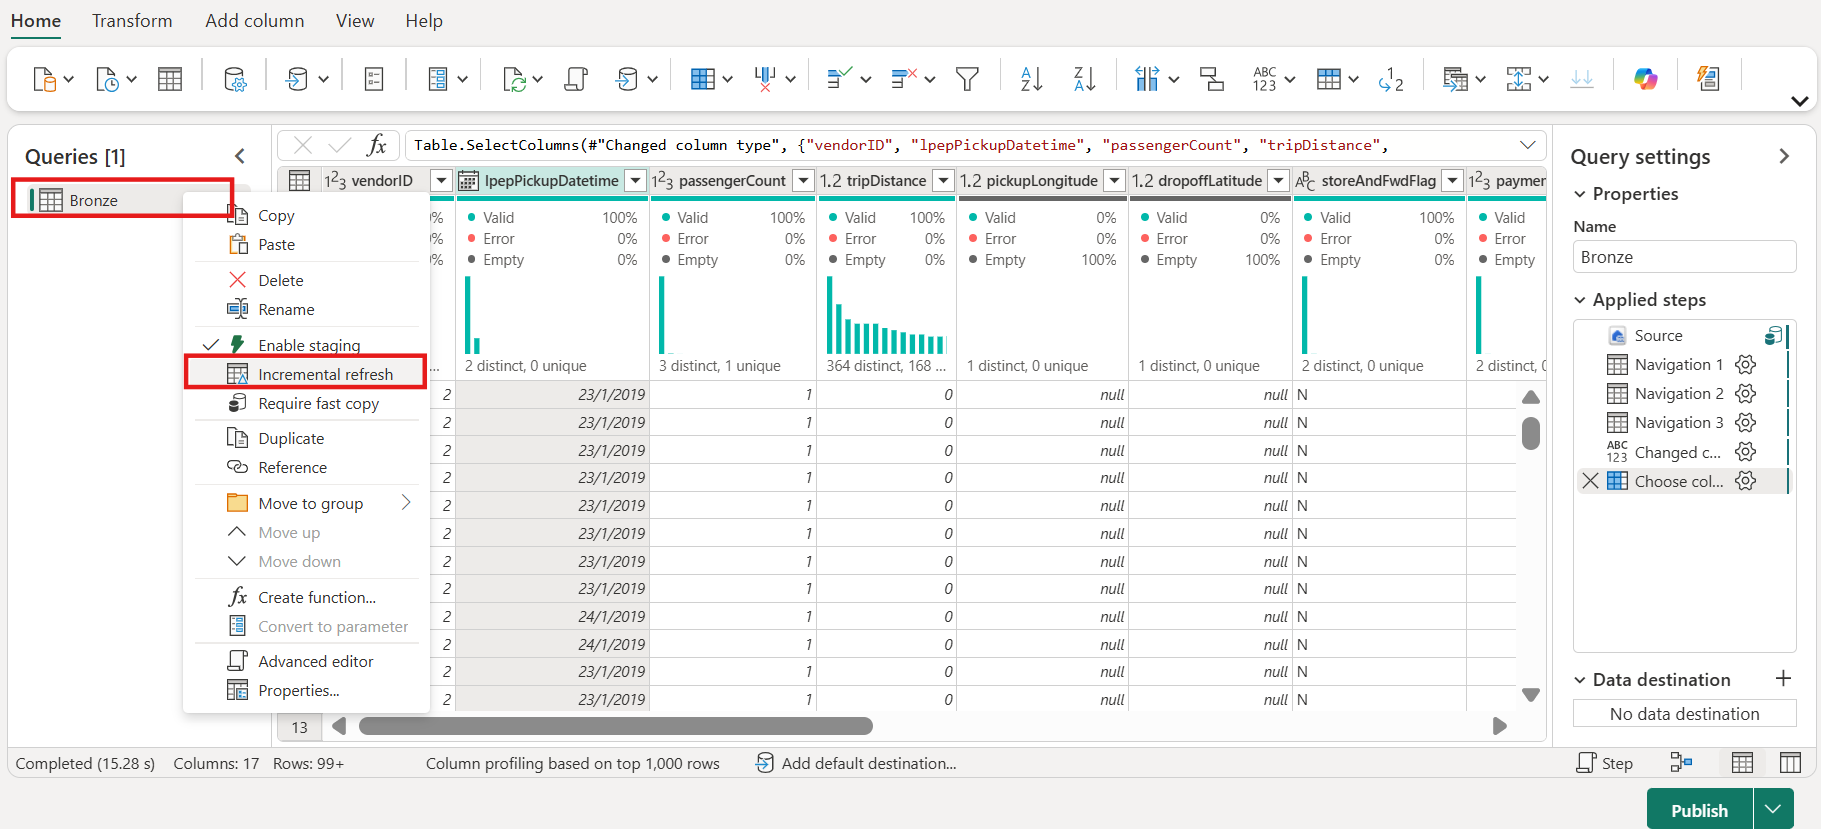 Home Transform Add column View Help
Queries [1]
Bronze
Copy
Paste
Delete
Rename
Enable staging
Incremental refresh
Require fast copy
Duplicate
Reference
Move to group
Move up
Move down
fx Create function...
Convert to parameter
Advanced editor
Properties...
fx Table.SelectColumns(#"Changed column type", {"vendorID", "lpepPickupDatetime", "passengerCount", "tripDistance",
123 vendorID lpepPickupDatetime 123 passengerCount 1.2 tripDistance 1.2 pickupLongitude 1.2 dropoffLatitude ABC storeAndFwdFlag 123 paymen
% Valid 100% Valid 100% Valid 100% Valid 0% Valid 0% Valid 100% Valid
% Error 0% Error 0% Error 0% Error 0% Error 0% Error 0% Error
% Empty 0% Empty 0% Empty 0% Empty 100% Empty 100% Empty 0% Empty
... 2 distinct, 0 unique 3 distinct, 1 unique 364 distinct, 168 ... 1 distinct, 0 unique 1 distinct, 0 unique 2 distinct, 0 unique 2 distinct, 0
2 23/1/2019 1 0 null null N
2 23/1/2019 1 0 null null N
2 23/1/2019 1 0 null null N
2 23/1/2019 1 0 null null N
2 23/1/2019 1 0 null null N
2 23/1/2019 1 0 null null N
2 23/1/2019 1 0 null null N
2 23/1/2019 1 0 null null N
2 24/1/2019 1 0 null null N
2 24/1/2019 1 0 null null N
2 23/1/2019 1 0 null null N
2 23/1/2019 1 0 null null N
13
Query settings
Properties
Name
Bronze
Applied steps
Source
Navigation 1
Navigation 2
Navigation 3
ABC 123 Changed c...
Choose col...
Data destination
No data destination
Completed (15.28 s) Columns: 17 Rows: 99+ Column profiling based on top 1,000 rows Add default destination... Step
Publish